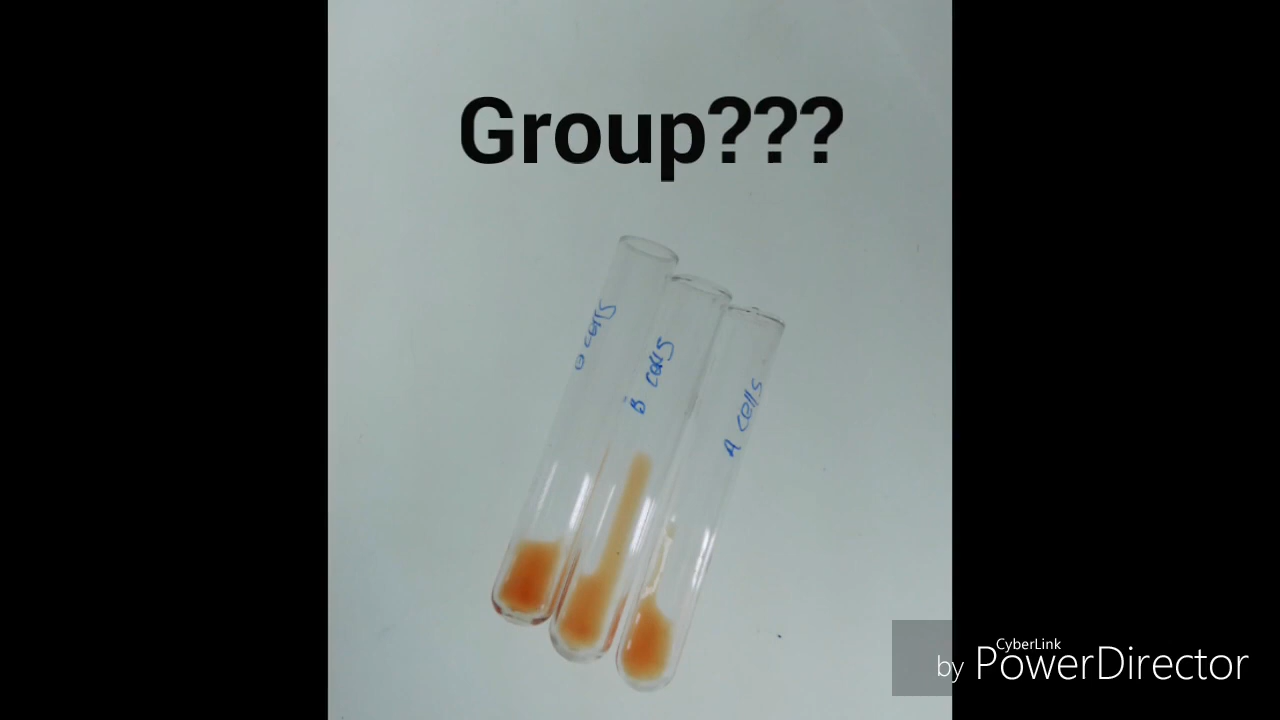 Group???
O cells
B cells
A cells
CyberLink
by PowerDirector